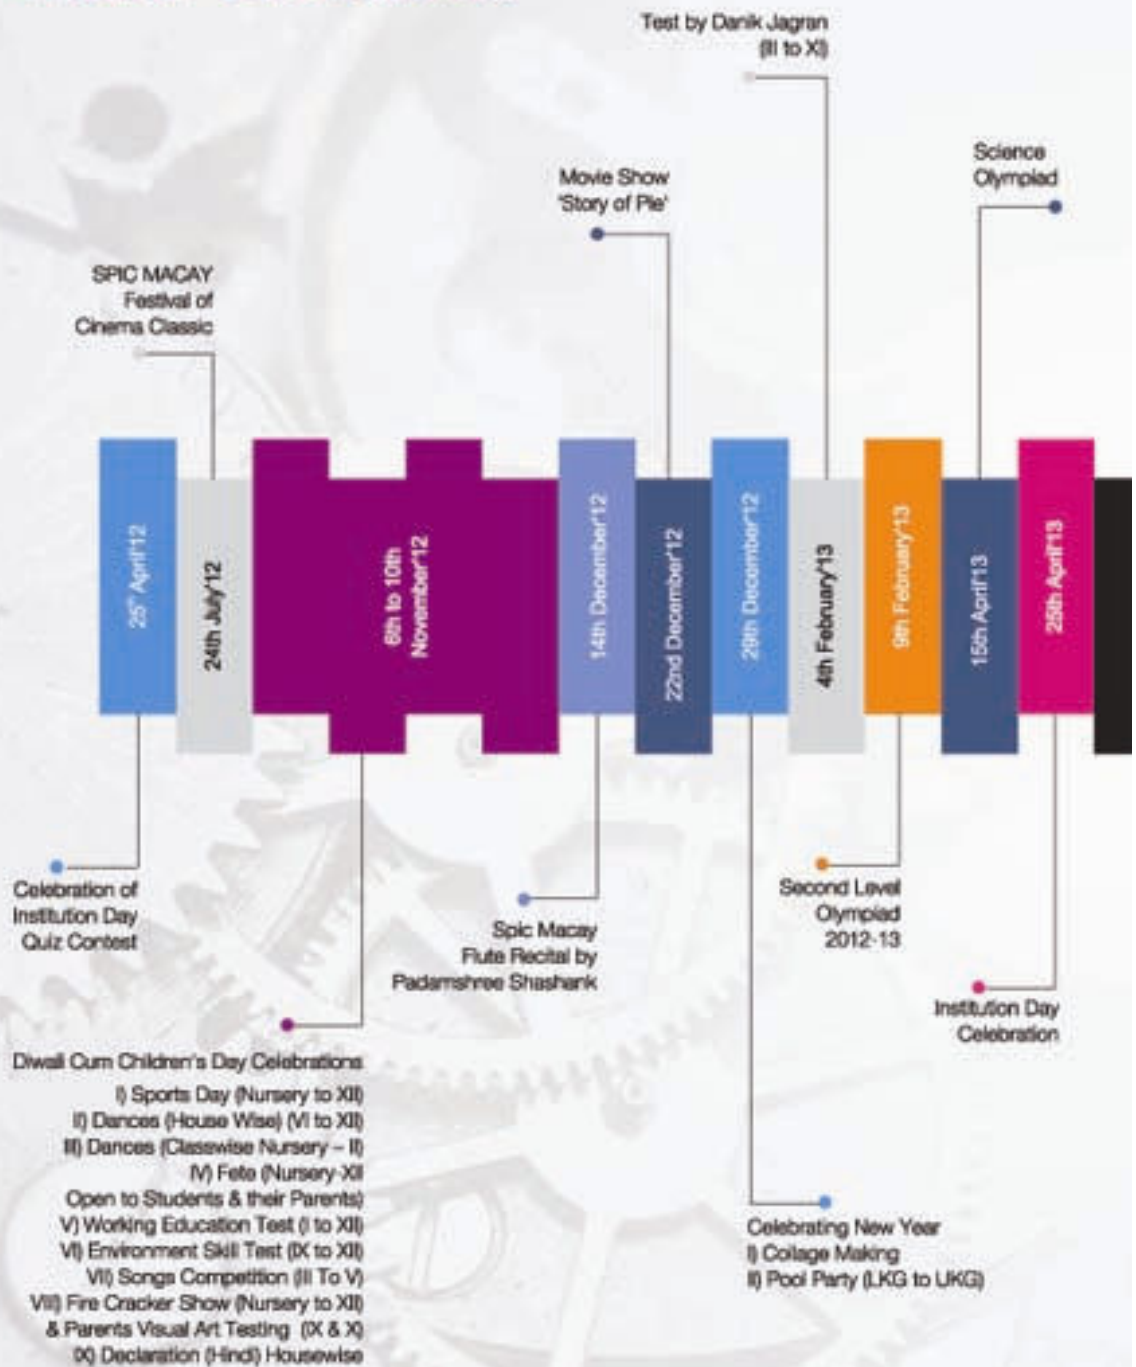 Test by Danik Jagran
(III to XI)
Science
Olympiad
Movie Show
'Story of Pie'
SPIC MACAY
Festival of
Cinema Classic
25th April'12
24th July'12
6th to 10th
November'12
14th December'12
22nd December'12
29th December'12
4th February'13
9th February'13
15th April'13
25th April'13
Celebration of
Institution Day
Quiz Contest
Spic Macay
Flute Recital by
Padamshree Shashank
Second Level
Olympiad
2012-13
Institution Day
Celebration
Diwali Cum Children's Day Celebrations
I) Sports Day (Nursery to XII)
II) Dances (House Wise) (VI to XII)
III) Dances (Classwise Nursery – II)
IV) Fete (Nursery-XII
Open to Students & their Parents)
V) Working Education Test (I to XII)
VI) Environment Skill Test (IX to XII)
VII) Songs Competition (III To V)
VIII) Fire Cracker Show (Nursery to XII)
& Parents Visual Art Testing (IX & X)
IX) Declaration (Hindi) Housewise
Celebrating New Year
I) Collage Making
II) Pool Party (LKG to UKG)